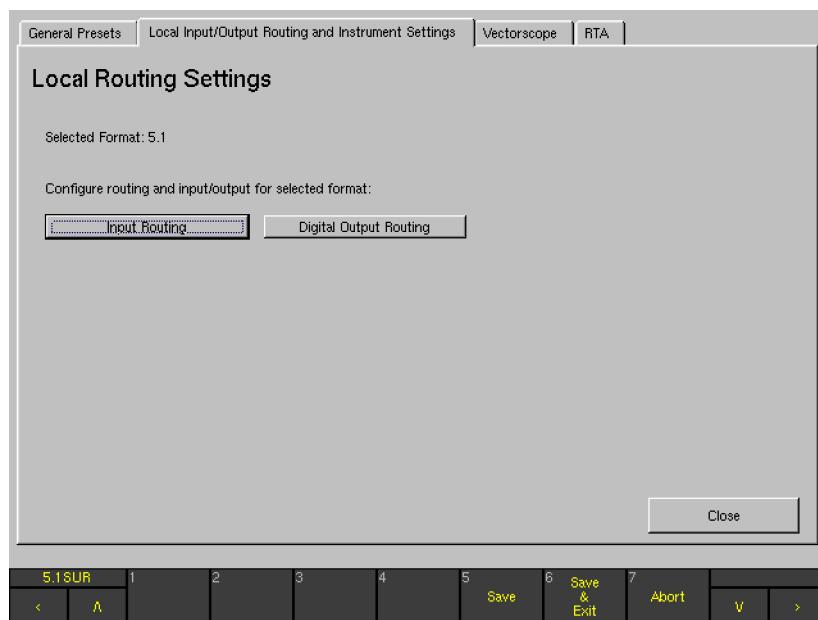 General Presets
Local Input/Output Routing and Instrument Settings
Vectorscope
RTA
Local Routing Settings
Selected Format: 5.1
Configure routing and input/output for selected format:
Input Routing
Digital Output Routing
Close
5.1SUR
1
2
3
4
5
6
7
Save
Save
&
Exit
Abort
<
Λ
V
>